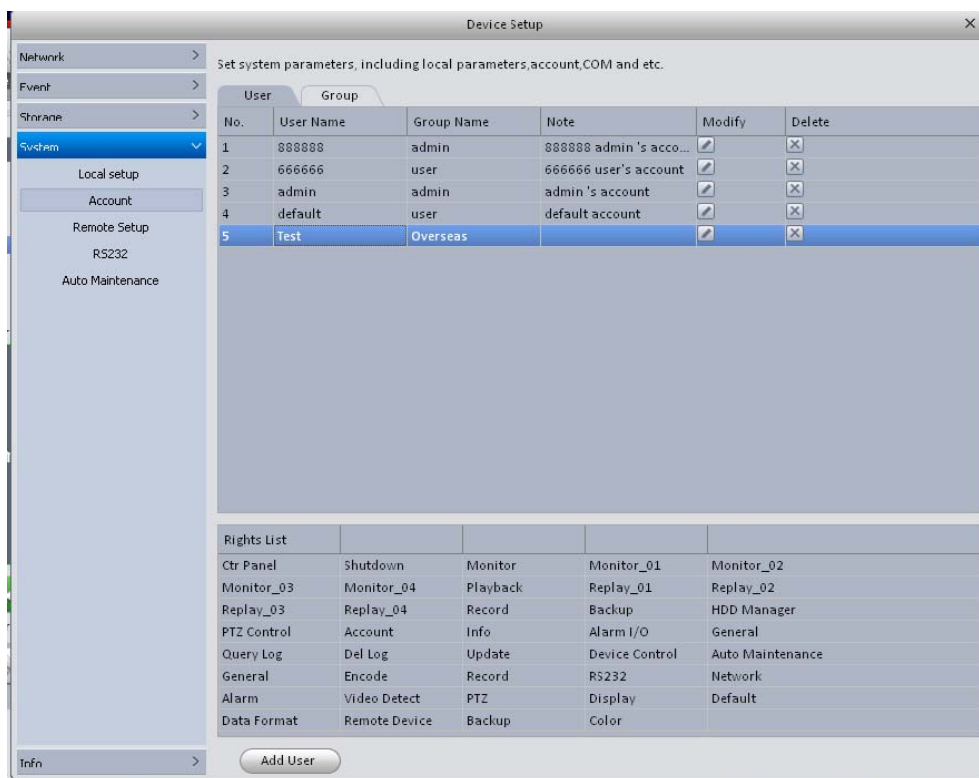 Device Setup
Network
Event
Storage
System
Local setup
Account
Remote Setup
RS232
Auto Maintenance
Info
Set system parameters, including local parameters,account,COM and etc.
User Group
No. User Name Group Name Note Modify Delete
1 888888 admin 888888 admin 's acco...
2 666666 user 666666 user's account
3 admin admin admin 's account
4 default user default account
5 Test Overseas
Rights List
Ctr Panel Shutdown Monitor Monitor_01 Monitor_02
Monitor_03 Monitor_04 Playback Replay_01 Replay_02
Replay_03 Replay_04 Record Backup HDD Manager
PTZ Control Account Info Alarm I/O General
Query Log Del Log Update Device Control Auto Maintenance
General Encode Record RS232 Network
Alarm Video Detect PTZ Display Default
Data Format Remote Device Backup Color
Add User